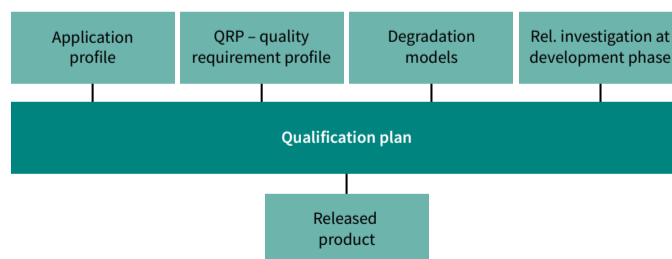 Application
profile
QRP – quality
requirement profile
Degradation
models
Rel. investigation at
development phase
Qualification plan
Released
product